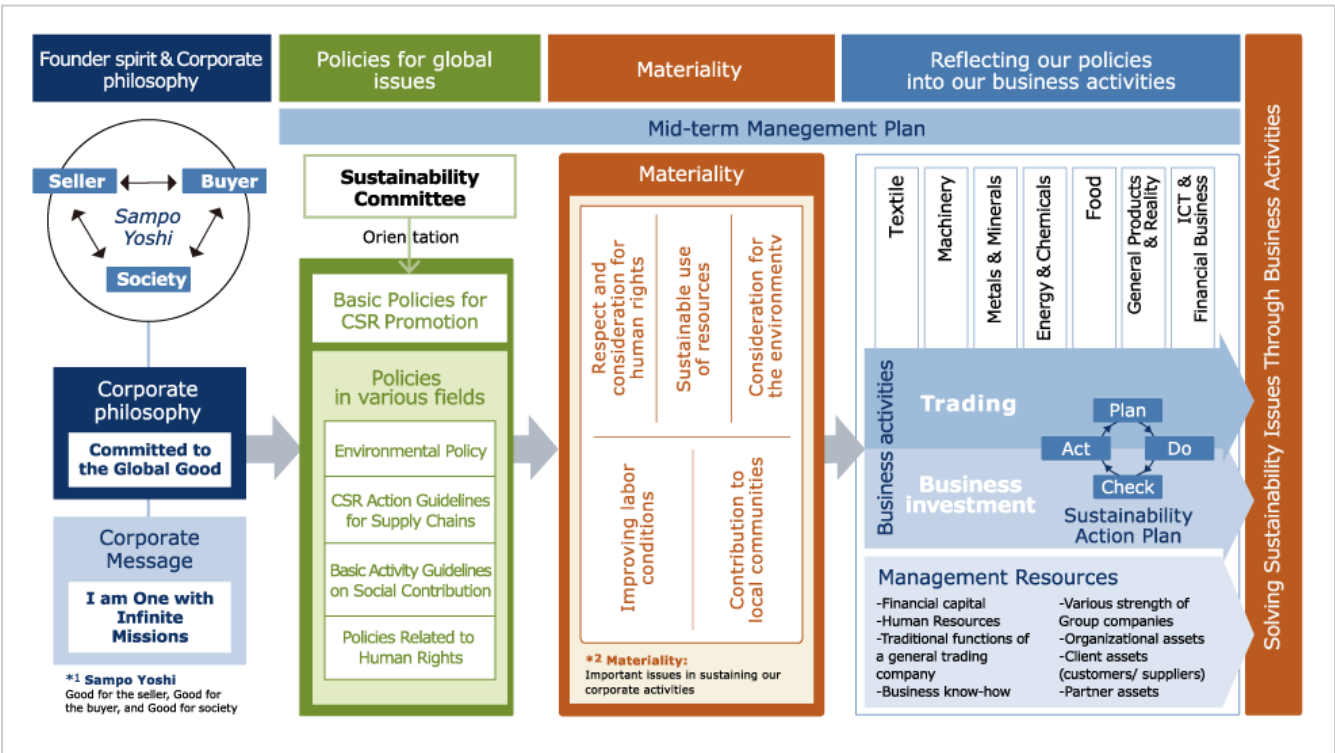 Founder spirit & Corporate
philosophy
Policies for global
issues
Materiality
Reflecting our policies
into our business activities
Mid-term Manegement Plan
Seller
Buyer
Sampo
Yoshi
Society
Corporate
philosophy
Committed to
the Global Good
Corporate
Message
I am One with
Infinite
Missions
*1 Sampo Yoshi
Good for the seller, Good for
the buyer, and Good for society
Sustainability
Committee
Orien tation
Basic Policies for
CSR Promotion
Policies
in various fields
Environmental Policy
CSR Action Guidelines
for Supply Chains
Basic Activity Guidelines
on Social Contribution
Policies Related to
Human Rights
Materiality
Respect and
consideration for
human rights
Sustainable use
of resources
Consideration for
the environmentv
Improving labor
conditions
Contribution to
local communities
*2 Materiality:
Important issues in sustaining our
corporate activities
Textile
Machinery
Metals & Minerals
Energy & Chemicals
Food
General Products
& Reality
ICT &
Financial Business
Business activities
Trading
Business
investment
Plan
Do
Check
Act
Sustainability
Action Plan
Management Resources
-Financial capital
-Human Resources
-Traditional functions of
a general trading
company
-Business know-how
-Various strength of
Group companies
-Organizational assets
-Client assets
(customers/ suppliers)
-Partner assets
Solving Sustainability Issues Through Business Activities